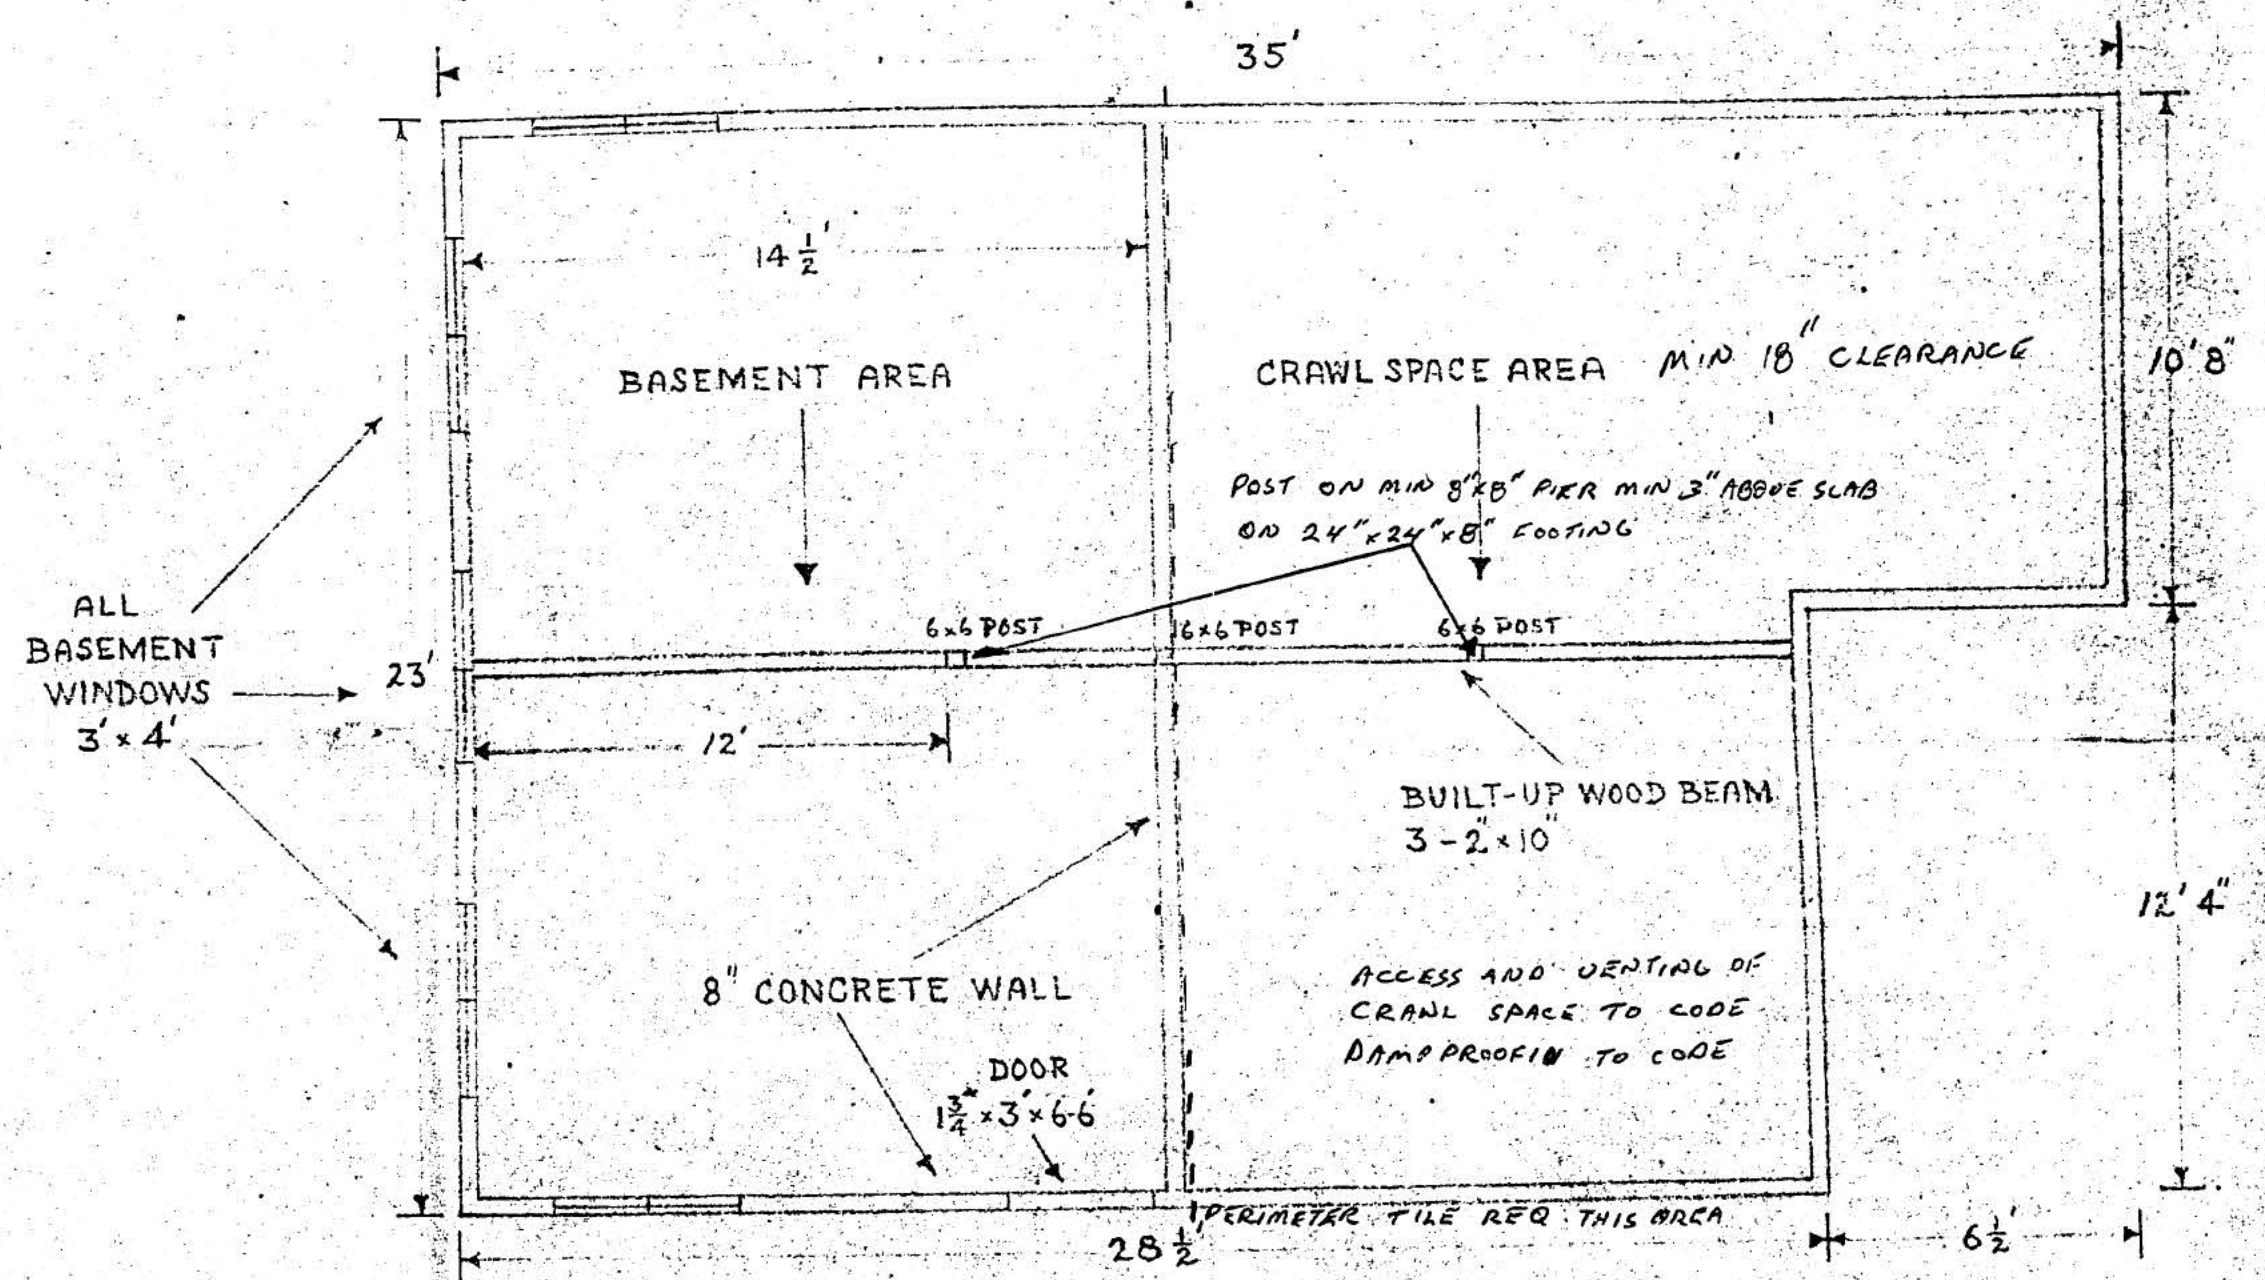 35'
14 1/2'
BASEMENT AREA
CRAWL SPACE AREA MIN 18" CLEARANCE
10' 8"
POST ON MIN 8"x8" PIER MIN 3" ABOVE SLAB
ON 24"x24"x8" FOOTING
ALL
BASEMENT
WINDOWS
3' x 4'
23'
6x6 POST
6x6 POST
6x6 POST
12'
BUILT-UP WOOD BEAM
3 - 2" x 10"
12' 4"
8" CONCRETE WALL
ACCESS AND VENTING OF
CRAWL SPACE TO CODE
DAMPPROOFIN TO CODE
DOOR
1 3/4" x 3' x 6-6'
PERIMETER TILE REQ THIS AREA
28 1/2'
6 1/2'